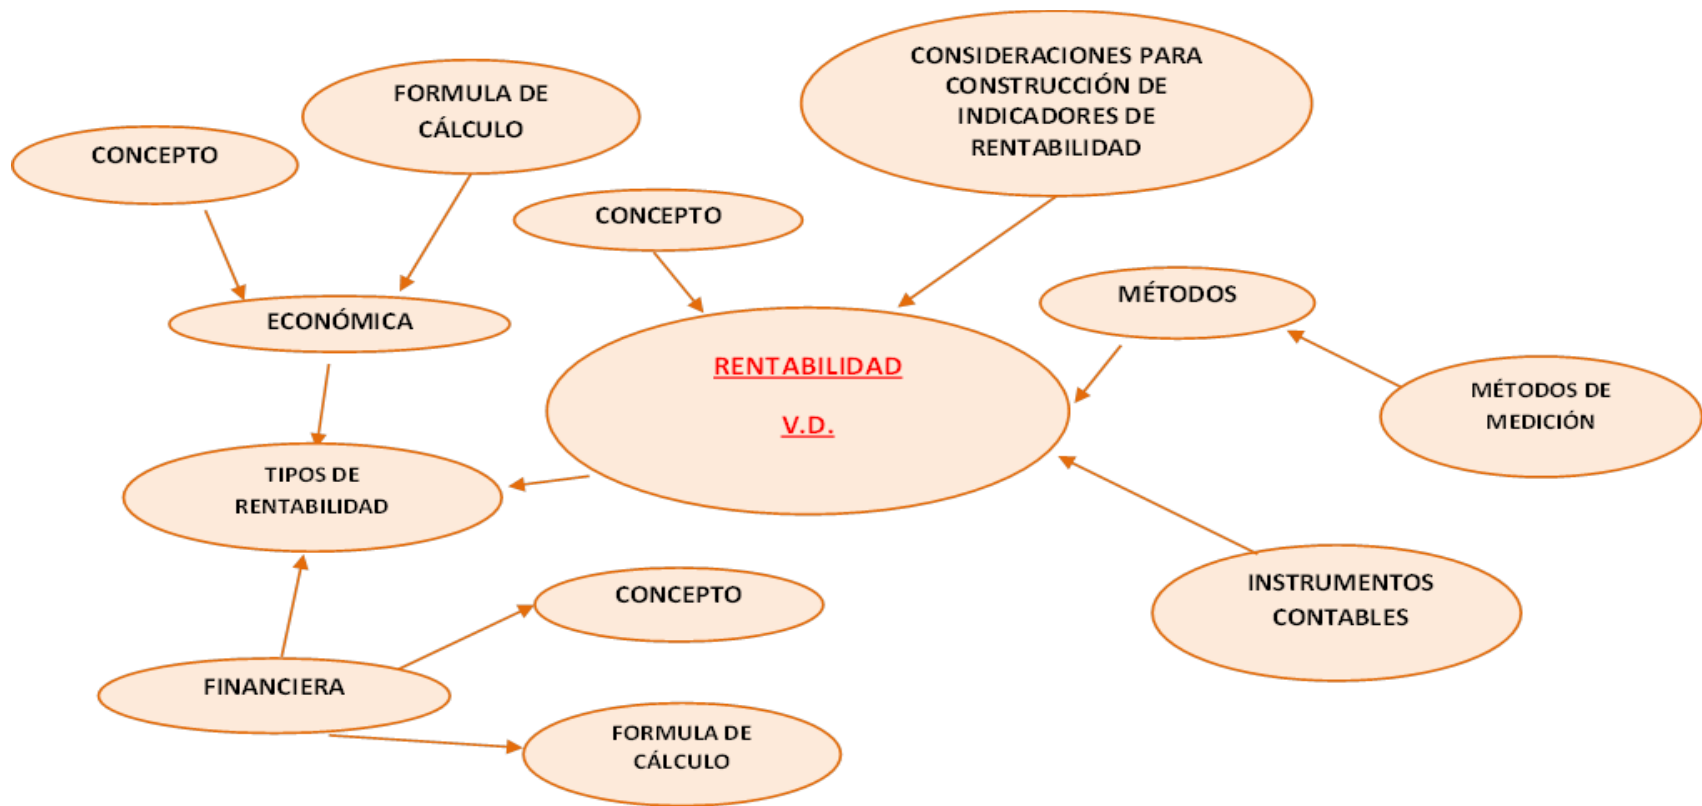 CONSIDERACIONES PARA
CONSTRUCCIÓN DE
INDICADORES DE
RENTABILIDAD
FORMULA DE
CÁLCULO
CONCEPTO
CONCEPTO
MÉTODOS
ECONÓMICA
RENTABILIDAD
V.D.
MÉTODOS DE
MEDICIÓN
TIPOS DE
RENTABILIDAD
INSTRUMENTOS
CONTABLES
CONCEPTO
FINANCIERA
FORMULA DE
CÁLCULO